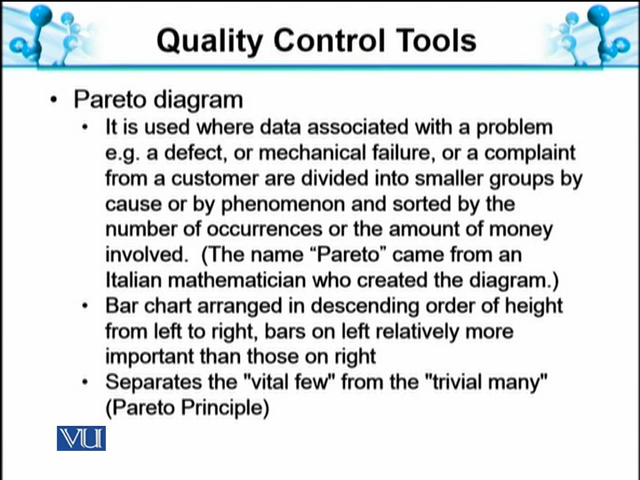 Quality Control Tools
• Pareto diagram
• It is used where data associated with a problem
e.g. a defect, or mechanical failure, or a complaint
from a customer are divided into smaller groups by
cause or by phenomenon and sorted by the
number of occurrences or the amount of money
involved.  (The name “Pareto” came from an
Italian mathematician who created the diagram.)
• Bar chart arranged in descending order of height
from left to right, bars on left relatively more
important than those on right
• Separates the "vital few" from the "trivial many"
(Pareto Principle)
VU